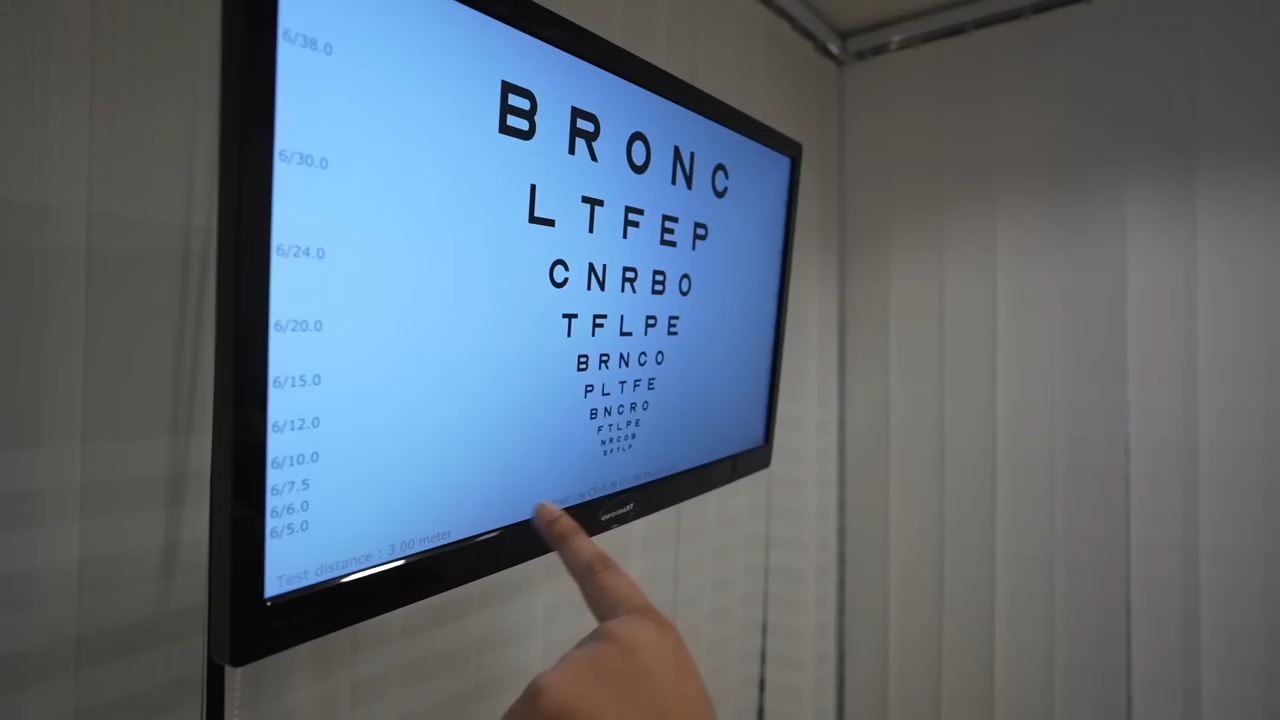 6/38.0 B R O N C
6/30.0 L T F E P
6/24.0 C N R B O
6/20.0 T F L P E
6/15.0 B R N C O
6/12.0 P L T F E
6/10.0 B N C R O
6/7.5 F T L P E
6/6.0 N R C O B
6/5.0 E F T L P
Test distance : 3.00 meter